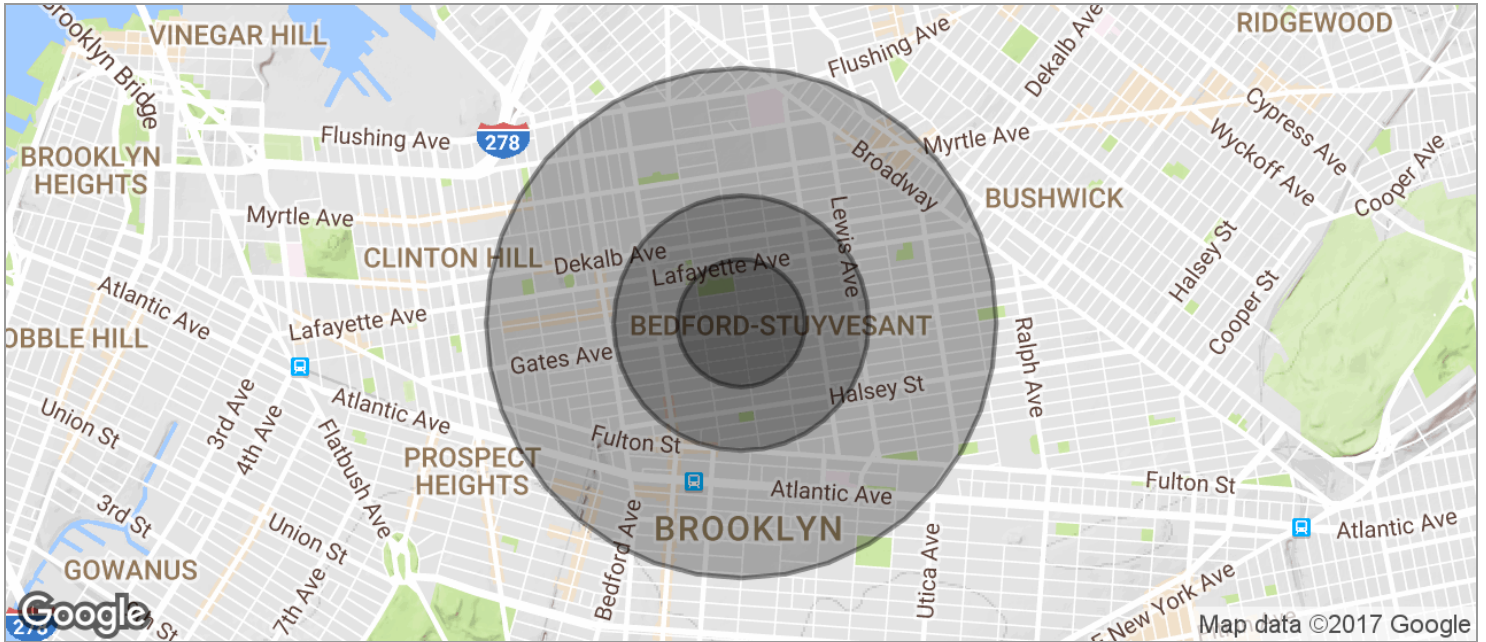 Brooklyn Bridge
VINEGAR HILL
RIDGEWOOD
Flushing Ave
Dekalb Ave
278
Flushing Ave
Myrtle Ave
Cypress Ave
Wyckoff Ave
Cooper Ave
BROOKLYN
HEIGHTS
Broadway
BUSHWICK
Myrtle Ave
Lewis Ave
Halsey St
CLINTON HILL
Dekalb Ave
Lafayette Ave
Atlantic Ave
Lafayette Ave
BEDFORD-STUYVESANT
Cooper St
OBBLE HILL
Gates Ave
Ralph Ave
Halsey St
3rd Ave
4th Ave
Atlantic Ave
Union St
Flatbush Ave
Fulton St
PROSPECT
HEIGHTS
Fulton St
Atlantic Ave
3rd St
Union St
BROOKLYN
Atlantic Ave
Bedford Ave
Utica Ave
GOWANUS
7th Ave
E New York Ave
278
Google
Map data ©2017 Google